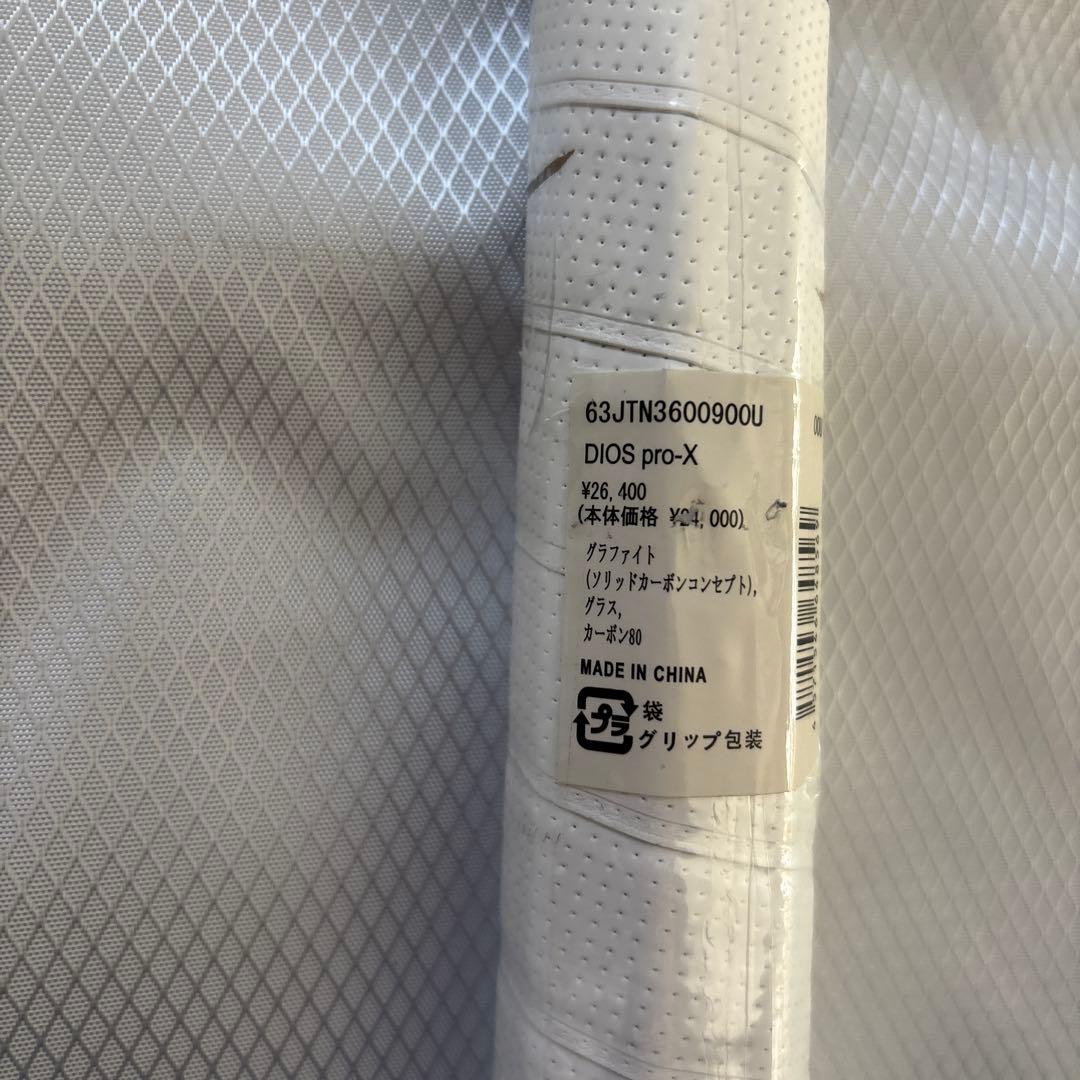 63JTN3600900U
DIOS pro-X
¥26,400
(本体価格 ¥24,000)
グラファイト
(ソリッドカーボンコンセプト),
グラス,
カーボン80
MADE IN CHINA
プラ 袋
グリップ包装